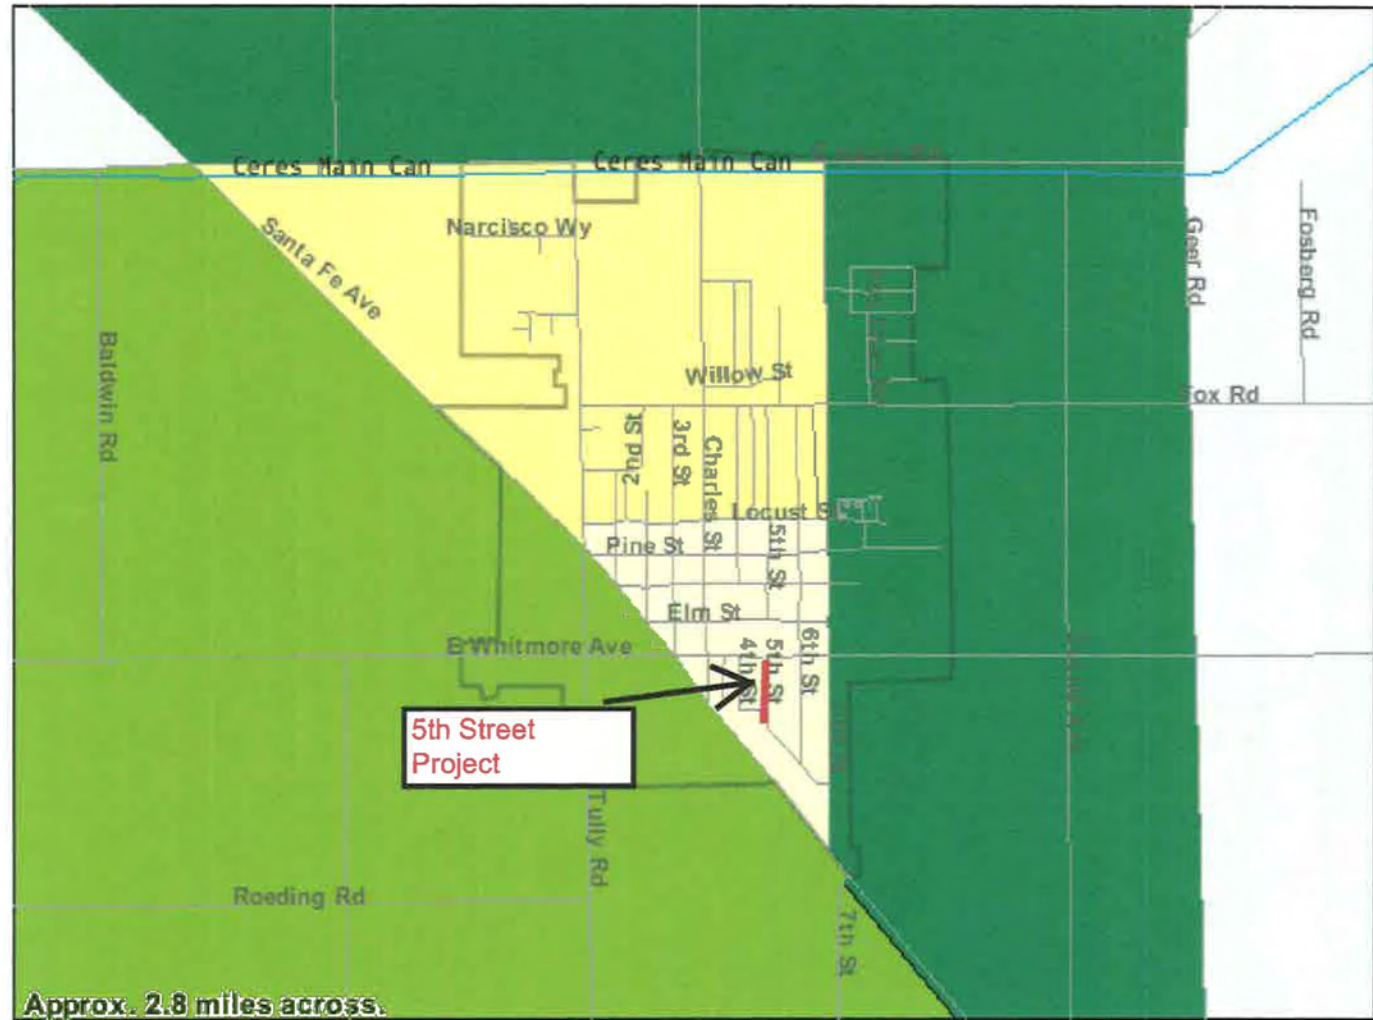 Ceres Main Can
Ceres Main Can
Narcisco Wy
Santa Fe Ave
Geer Rd
Fosberg Rd
Baldwin Rd
Willow St
Fox Rd
2nd St
3rd St
Charles St
Locust St
5th St
Pine St
Elm St
E Whitmore Ave
4th St
5th St
6th St
5th Street
Project
Tully Rd
Roeding Rd
7th St
Approx. 2.8 miles across.